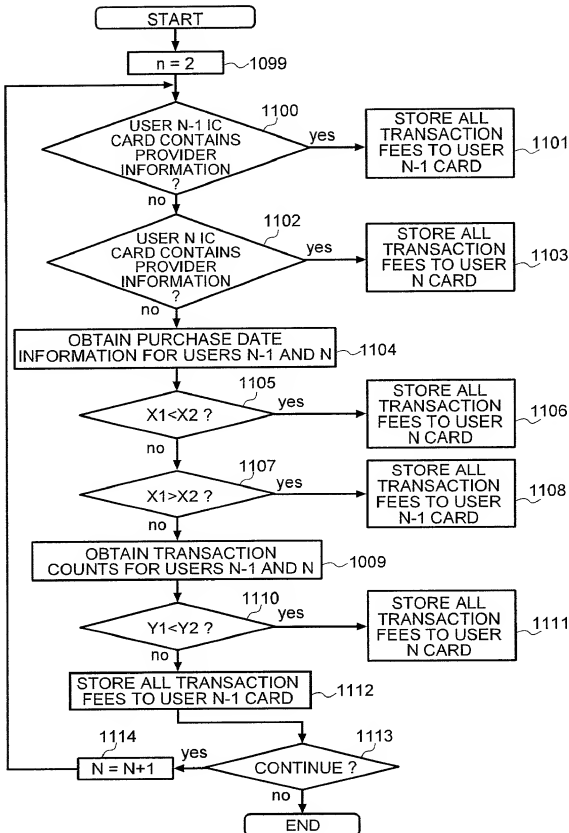 START
n = 2
1099
USER N-1 IC
CARD CONTAINS
PROVIDER
INFORMATION
?
1100
yes
no
STORE ALL
TRANSACTION
FEES TO USER
N-1 CARD
1101
USER N IC
CARD CONTAINS
PROVIDER
INFORMATION
?
1102
yes
no
STORE ALL
TRANSACTION
FEES TO USER
N CARD
1103
OBTAIN PURCHASE DATE
INFORMATION FOR USERS N-1 AND N
1104
X1<X2 ?
1105
yes
no
STORE ALL
TRANSACTION
FEES TO USER
N CARD
1106
X1>X2 ?
1107
yes
no
STORE ALL
TRANSACTION
FEES TO USER
N-1 CARD
1108
OBTAIN TRANSACTION
COUNTS FOR USERS N-1 AND N
1009
Y1<Y2 ?
1110
yes
no
STORE ALL
TRANSACTION
FEES TO USER
N CARD
1111
STORE ALL TRANSACTION
FEES TO USER N-1 CARD
1112
CONTINUE ?
1113
yes
no
N = N+1
1114
END